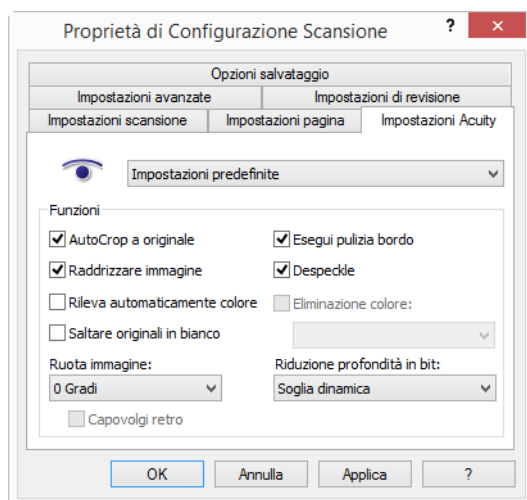 Proprietà di Configurazione Scansione ? ×
Opzioni salvataggio
Impostazioni avanzate Impostazioni di revisione
Impostazioni scansione Impostazioni pagina Impostazioni Acuity
Impostazioni predefinite
Funzioni
AutoCrop a originale Esegui pulizia bordo
Raddrizzare immagine Despeckle
Rileva automaticamente colore Eliminazione colore:
Saltare originali in bianco
Ruota immagine: Riduzione profondità in bit:
0 Gradi Soglia dinamica
Capovolgi retro
OK Annulla Applica ?